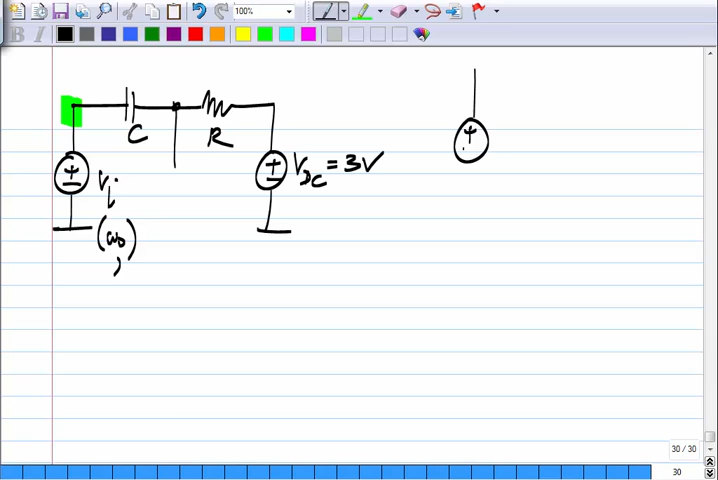 100%
B I
C
R
+
−
Vi
+
−
VDC = 3V
+
(ω0)
,
30 / 30
30